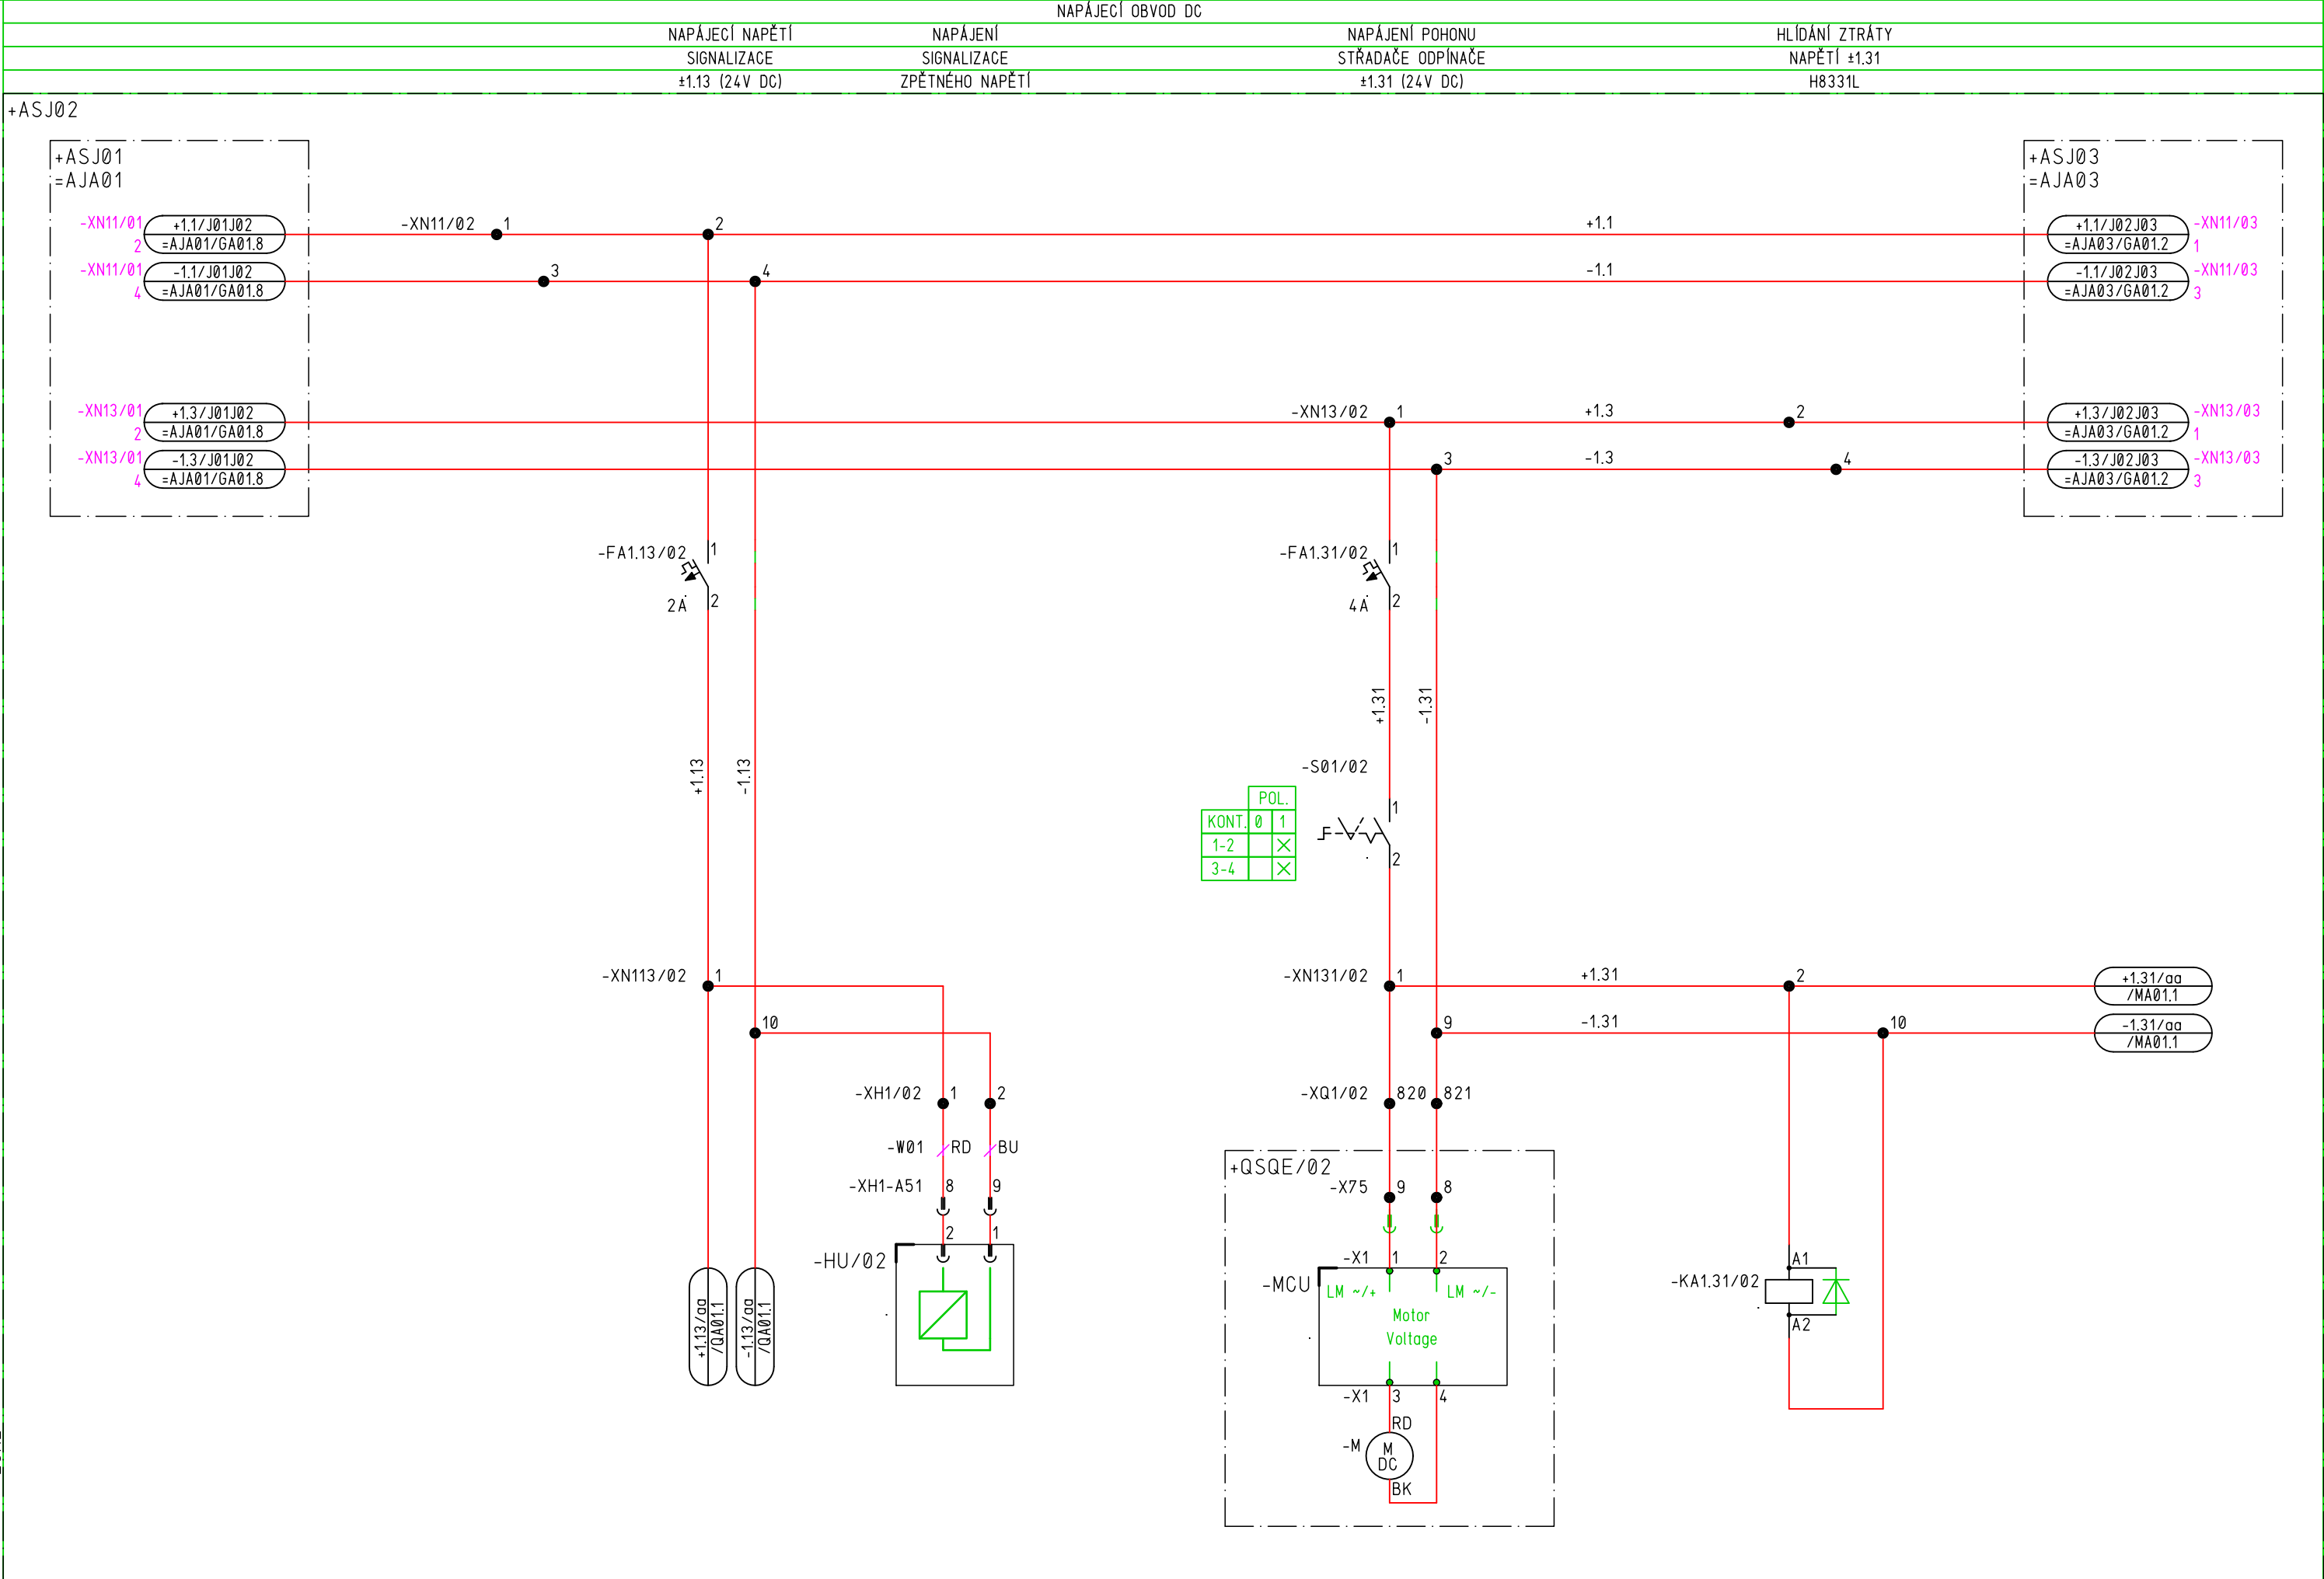 NAPÁJECÍ OBVOD DC
NAPÁJECÍ NAPĚTÍ
SIGNALIZACE
±1.13 (24V DC)
NAPÁJENÍ
SIGNALIZACE
ZPĚTNÉHO NAPĚTÍ
NAPÁJENÍ POHONU
STŘADAČE ODPÍNAČE
±1.31 (24V DC)
HLÍDÁNÍ ZTRÁTY
NAPĚTÍ ±1.31
H8331L
+ASJ02
+ASJ01
=AJA01
-XN11/01
2
+1.1/J01J02
=AJA01/GA01.8
-XN11/01
4
-1.1/J01J02
=AJA01/GA01.8
-XN13/01
2
+1.3/J01J02
=AJA01/GA01.8
-XN13/01
4
-1.3/J01J02
=AJA01/GA01.8
-XN11/02 1
2
+1.1
3
4
-1.1
-XN13/02 1
+1.3
2
3
-1.3
4
+ASJ03
=AJA03
+1.1/J02J03
=AJA03/GA01.2
-XN11/03
1
-1.1/J02J03
=AJA03/GA01.2
-XN11/03
3
+1.3/J02J03
=AJA03/GA01.2
-XN13/03
1
-1.3/J02J03
=AJA03/GA01.2
-XN13/03
3
-FA1.13/02 1
2A 2
-FA1.31/02 1
4A 2
+1.13
-1.13
+1.31
-1.31
-S01/02
1
2
POL.
KONT. 0 1
1-2 X
3-4 X
-XN113/02 1
10
-XN131/02 1
+1.31
2
9
-1.31
10
+1.31/aa
/MA01.1
-1.31/aa
/MA01.1
-XH1/02 1 2
-W01 RD BU
-XH1-A51 8 9
2 1
-HU/02
+1.13/aa
/QA01.1
-1.13/aa
/QA01.1
-XQ1/02 820 821
+QSQE/02
-X75 9 8
-X1 1 2
-MCU
LM ~/+ LM ~/-
Motor
Voltage
-X1 3 4
RD
-M
M
DC
BK
A1
-KA1.31/02
A2